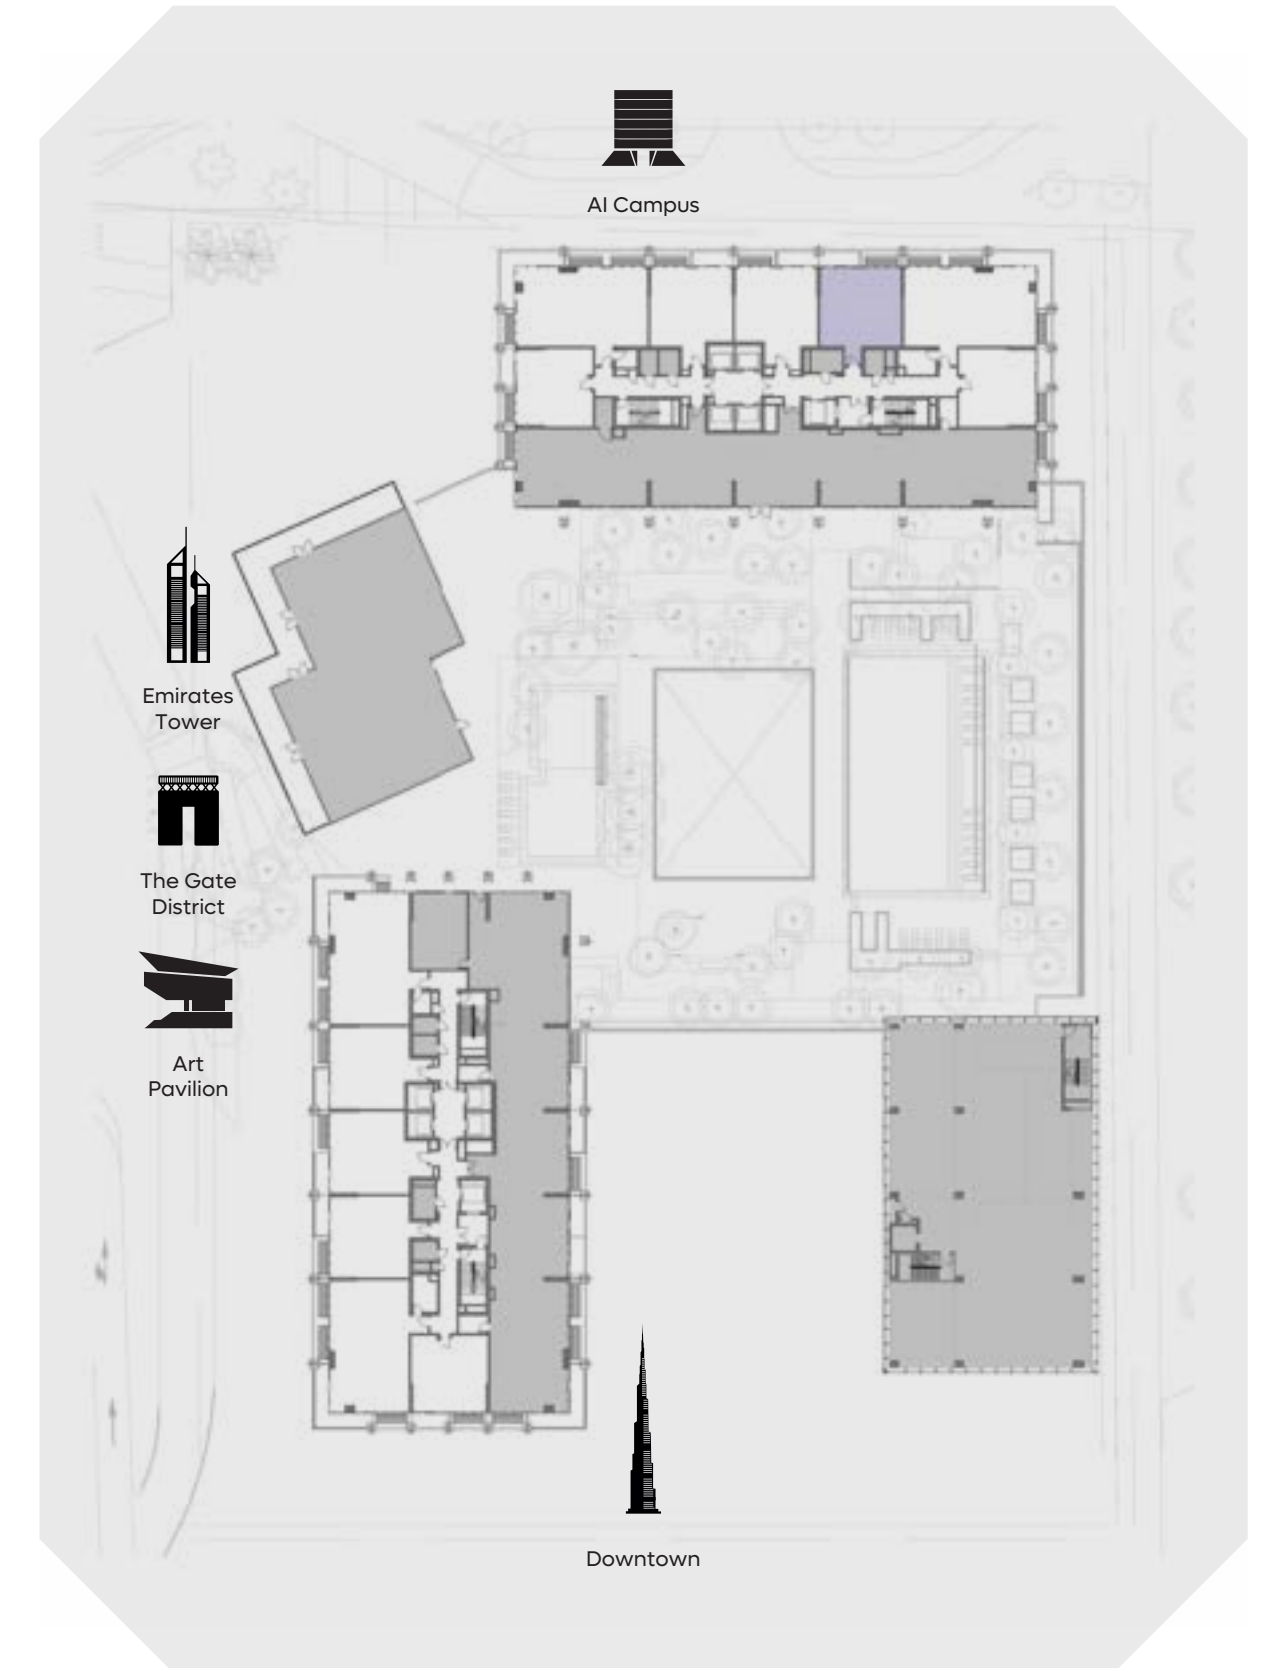 AI Campus
Emirates
Tower
The Gate
District
Art
Pavilion
Downtown